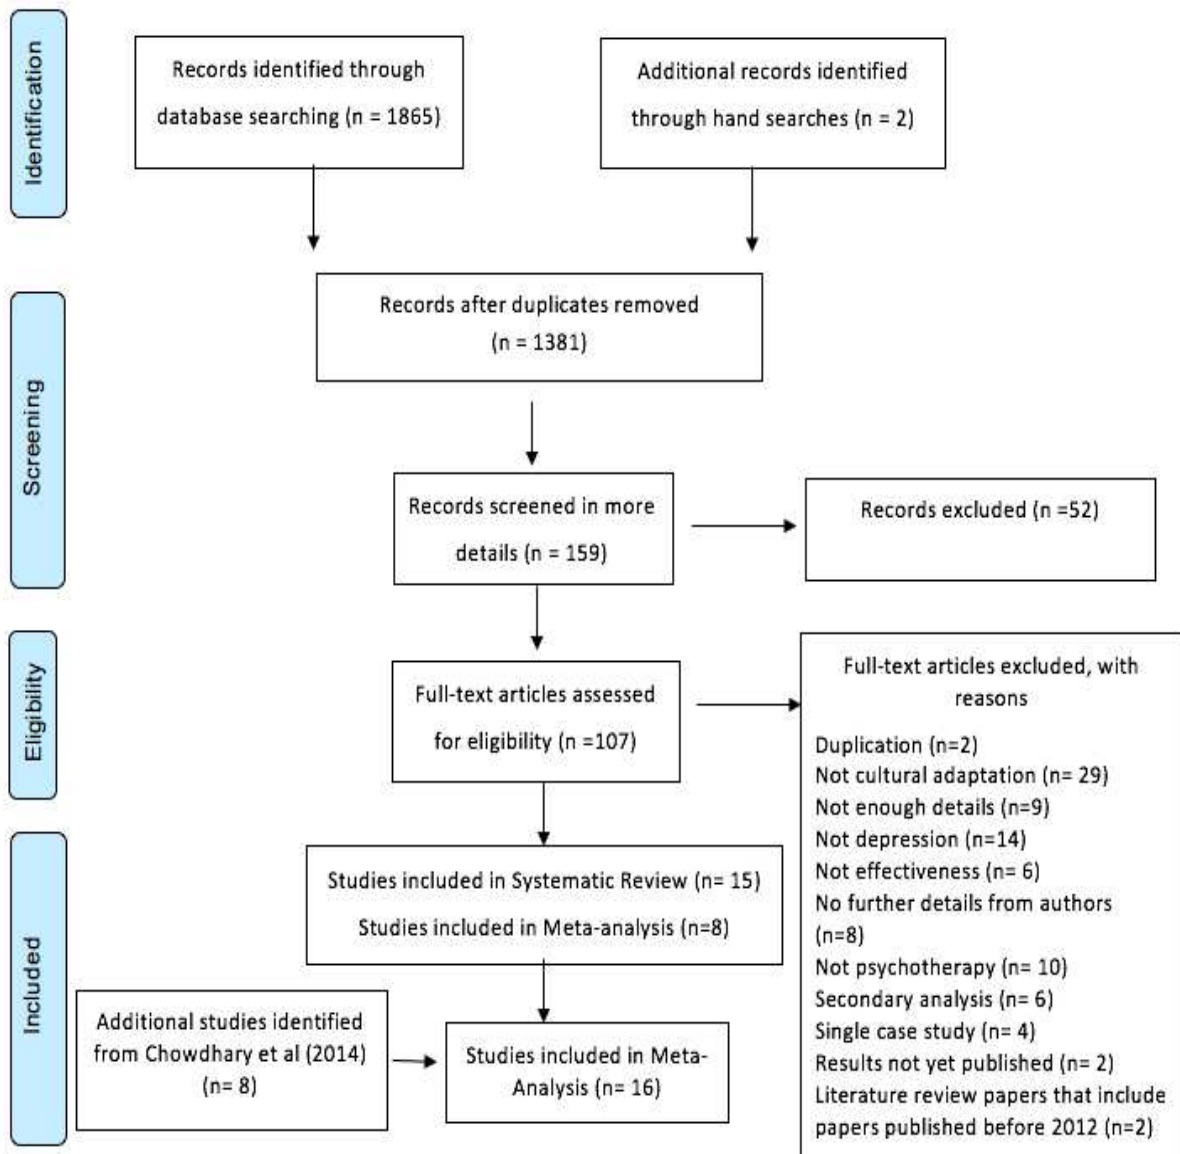 Identification
Records identified through
database searching (n = 1865)
Additional records identified
through hand searches (n = 2)
Screening
Records after duplicates removed
(n = 1381)
Records screened in more
details (n = 159)
Records excluded (n =52)
Eligibility
Full-text articles assessed
for eligibility (n =107)
Full-text articles excluded, with
reasons
Duplication (n=2)
Not cultural adaptation (n= 29)
Not enough details (n=9)
Not depression (n=14)
Not effectiveness (n= 6)
No further details from authors
(n=8)
Not psychotherapy (n= 10)
Secondary analysis (n= 6)
Single case study (n= 4)
Results not yet published (n= 2)
Literature review papers that include
papers published before 2012 (n=2)
Included
Studies included in Systematic Review (n= 15)
Studies included in Meta-analysis (n=8)
Additional studies identified
from Chowdhary et al (2014)
(n= 8)
Studies included in Meta-
Analysis (n= 16)